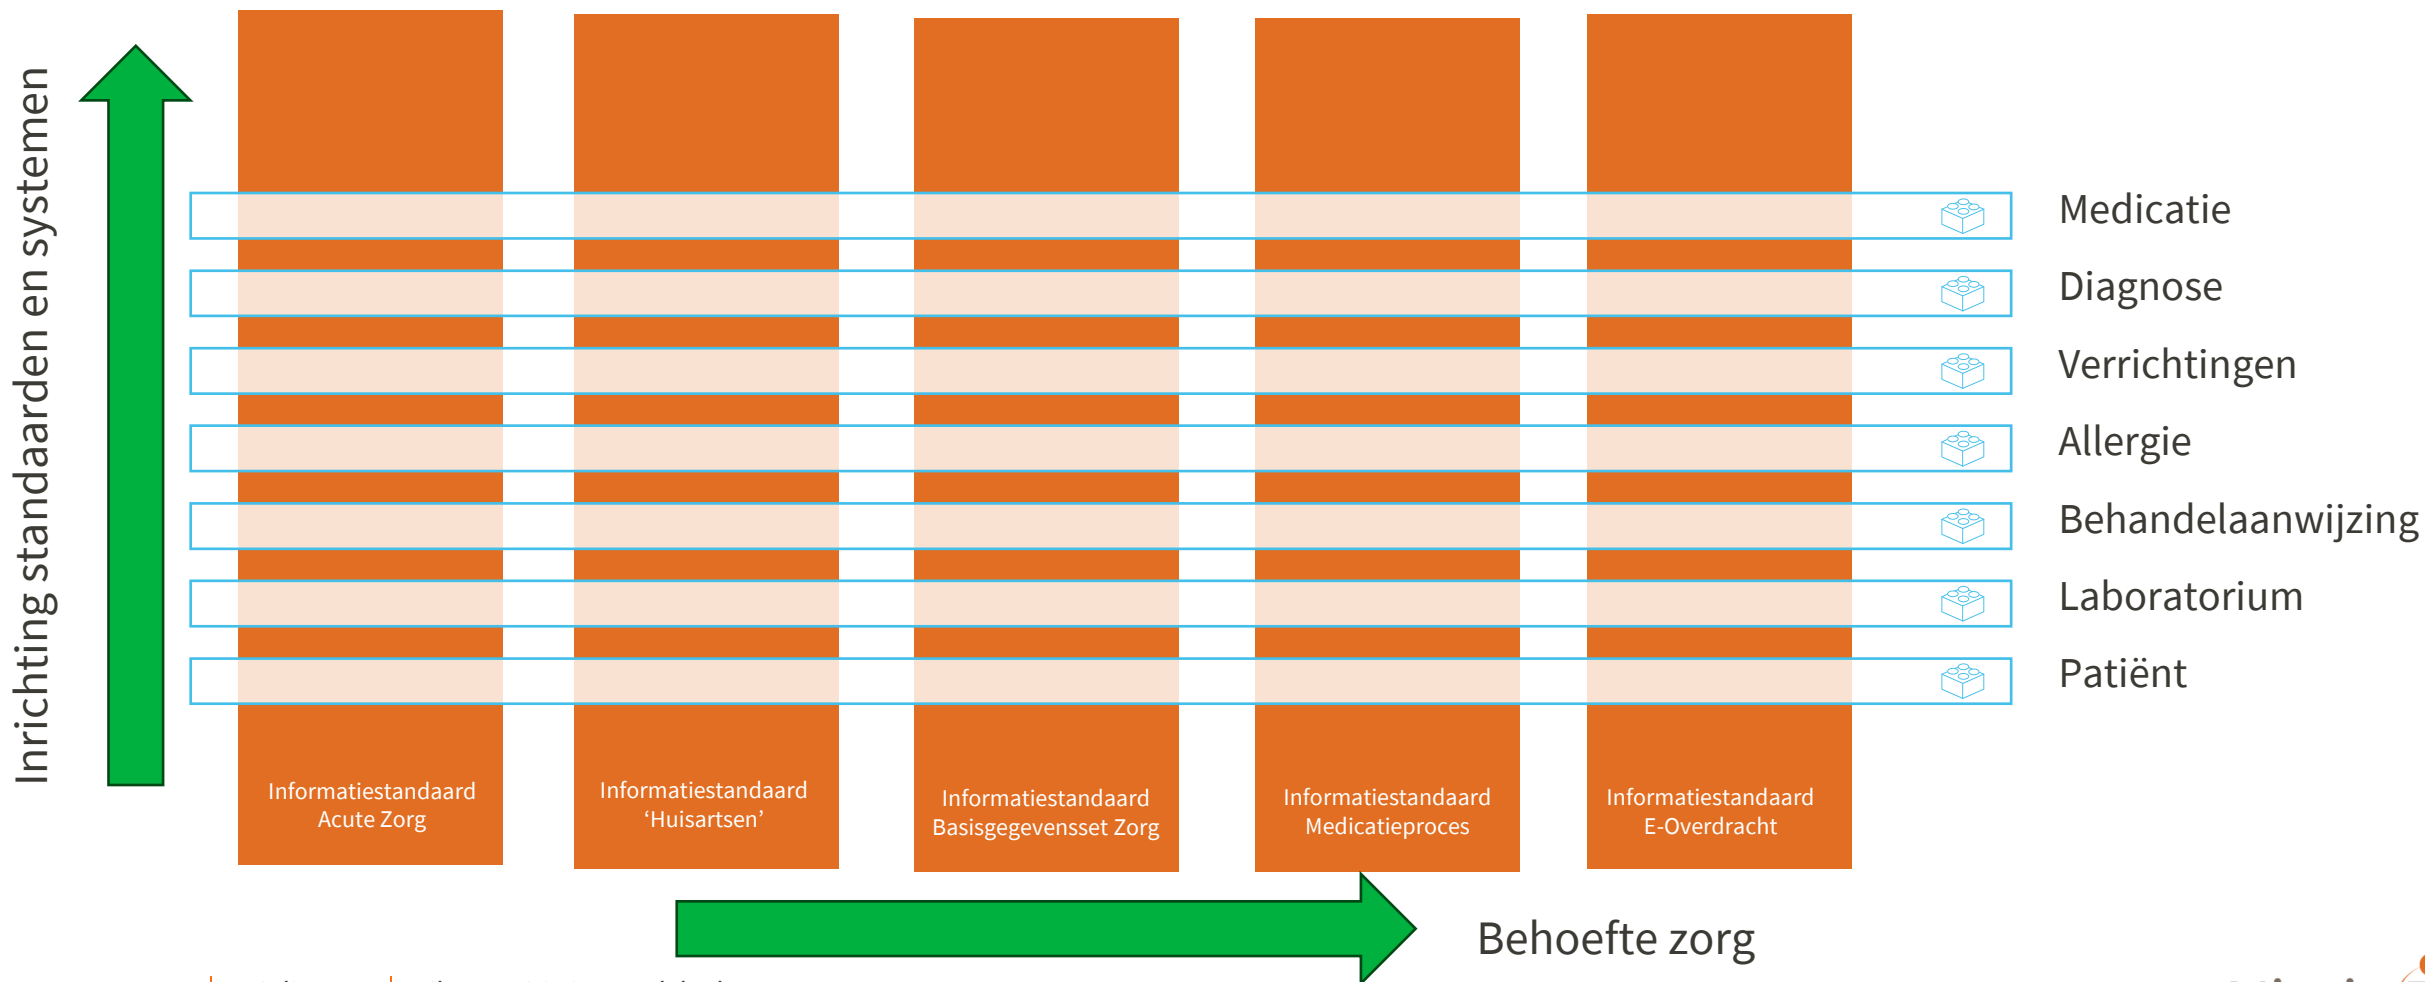 Inrichting standaarden en systemen
Medicatie
Diagnose
Verrichtingen
Allergie
Behandelaanwijzing
Laboratorium
Patiënt
Informatiestandaard
Acute Zorg
Informatiestandaard
‘Huisartsen’
Informatiestandaard
Basisgegevensset Zorg
Informatiestandaard
Medicatieproces
Informatiestandaard
E-Overdracht
Behoefte zorg